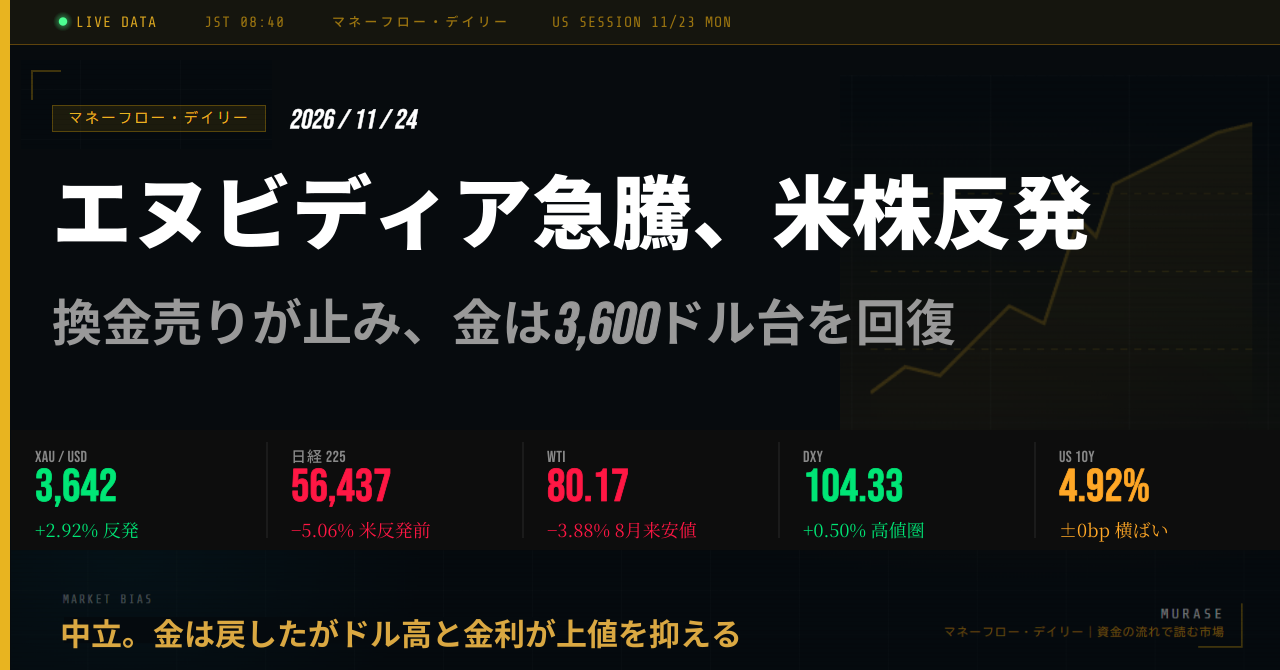 LIVE DATA JST 08:40 マネーフロー・デイリー US SESSION 11/23 MON
マネーフロー・デイリー 2026 / 11 / 24
エヌビディア急騰、米株反発
換金売りが止み、金は3,600ドル台を回復
XAU / USD 日経 225 WTI DXY US 10Y
3,642 56,437 80.17 104.33 4.92%
+2.92% 反発 −5.06% 米反発前 −3.88% 8月来安値 +0.50% 高値圏 ±0bp 横ばい
MARKET BIAS
中立。金は戻したがドル高と金利が上値を抑える
MURASE
マネーフロー・デイリー｜資金の流れで読む市場